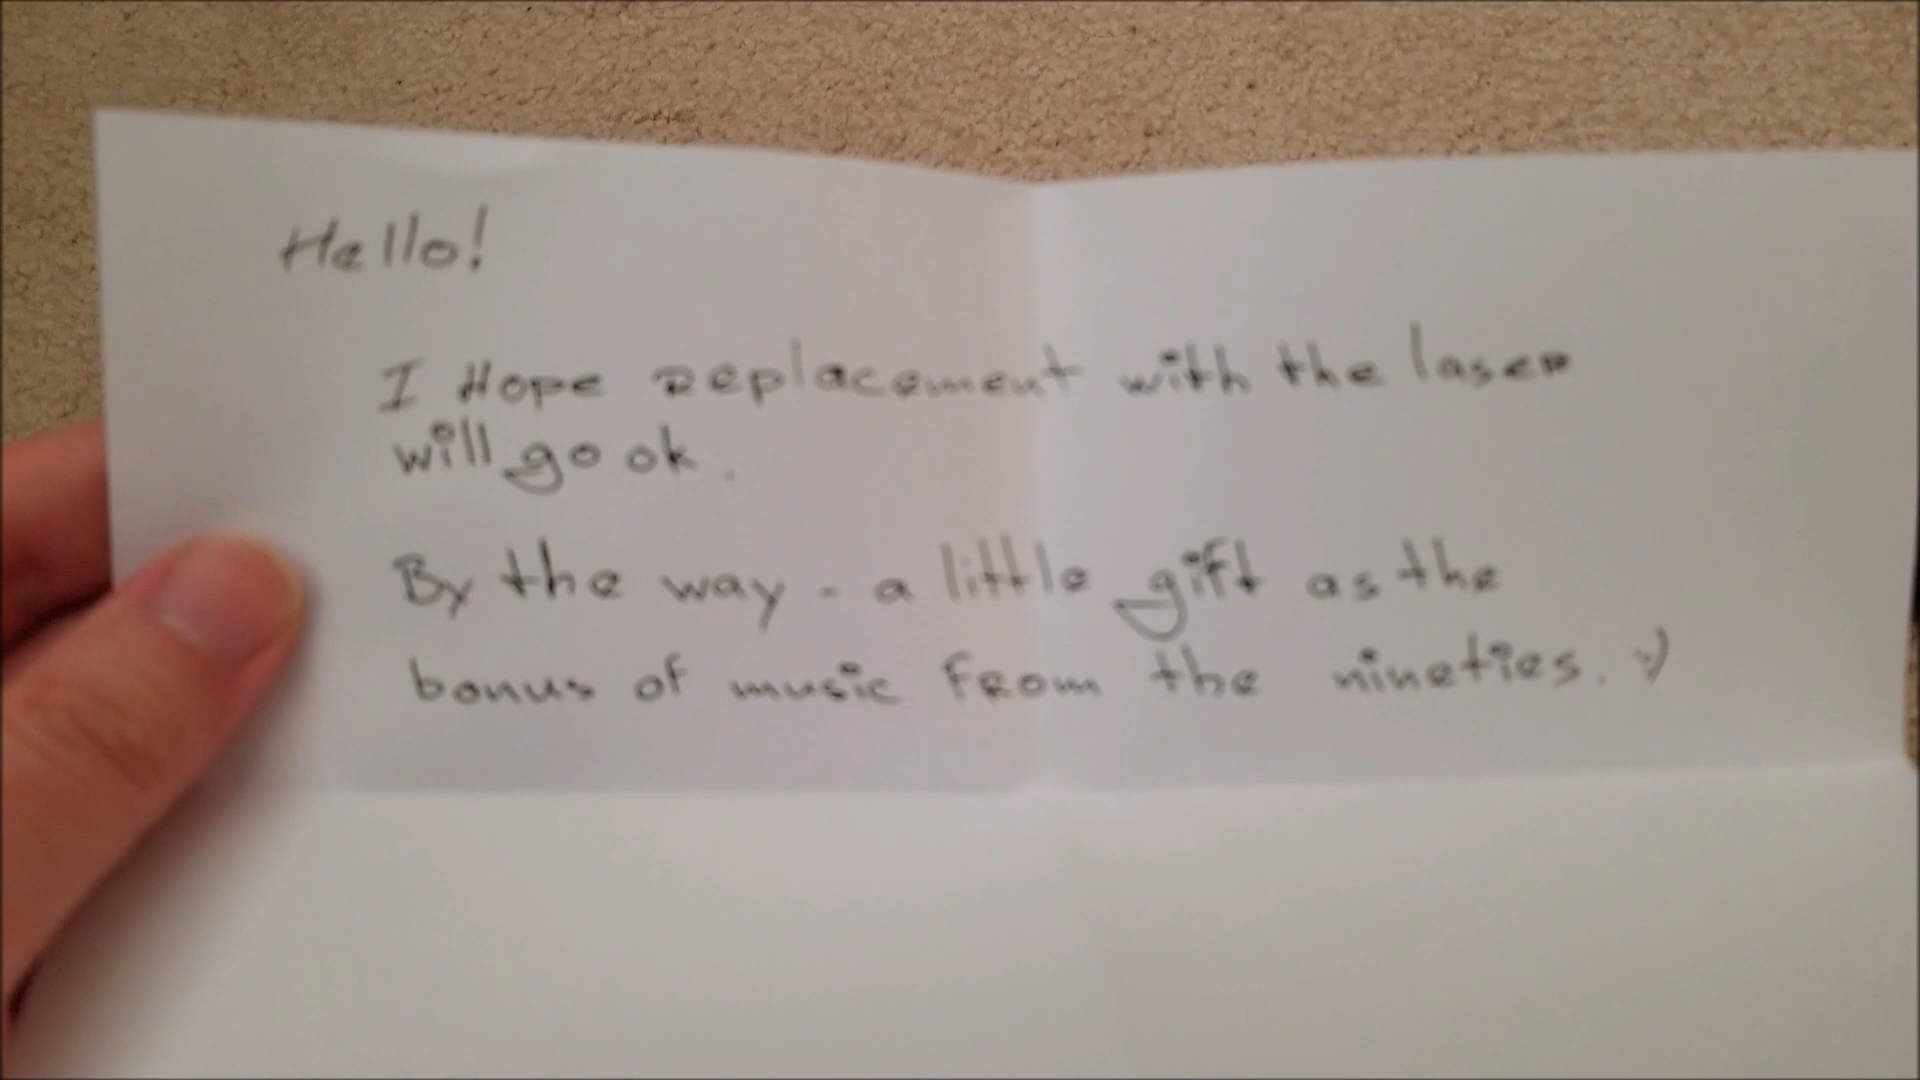 Hello!
I Hope replacement with the laser
will go ok.
By the way - a little gift as the
bonus of music from the nineties. :)